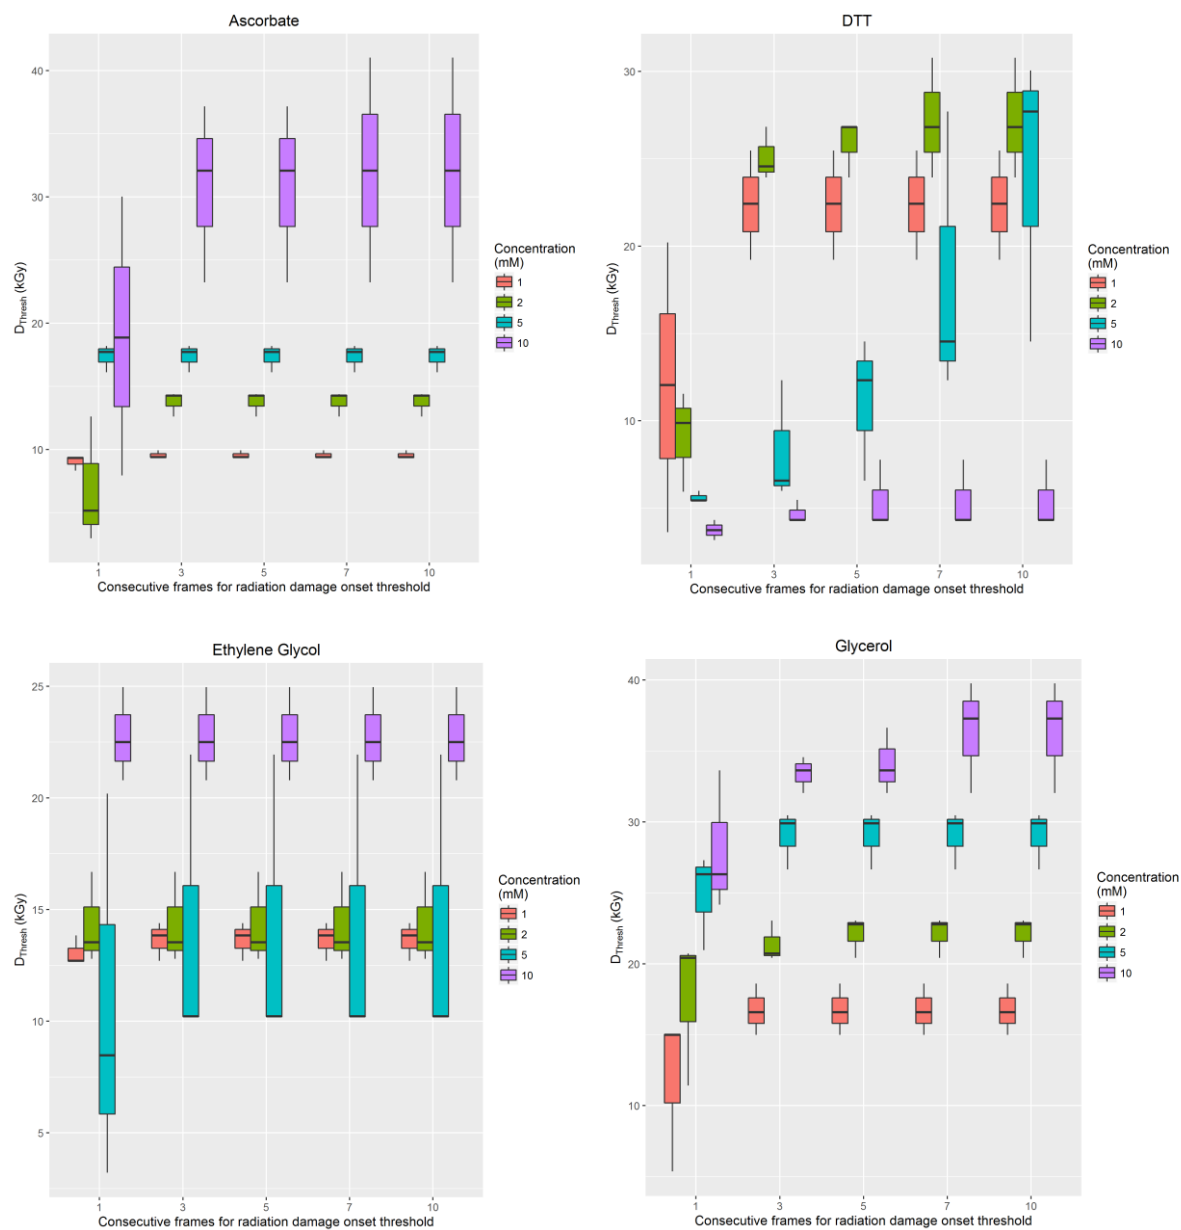 Ascorbate
40
30
20
10
D_Thresh (kGy)
1 3 5 7 10
Consecutive frames for radiation damage onset threshold
Concentration
(mM)
1
2
5
10
DTT
30
20
10
D_Thresh (kGy)
1 3 5 7 10
Consecutive frames for radiation damage onset threshold
Concentration
(mM)
1
2
5
10
Ethylene Glycol
25
20
15
10
5
D_Thresh (kGy)
1 3 5 7 10
Consecutive frames for radiation damage onset threshold
Concentration
(mM)
1
2
5
10
Glycerol
40
30
20
10
D_Thresh (kGy)
1 3 5 7 10
Consecutive frames for radiation damage onset threshold
Concentration
(mM)
1
2
5
10